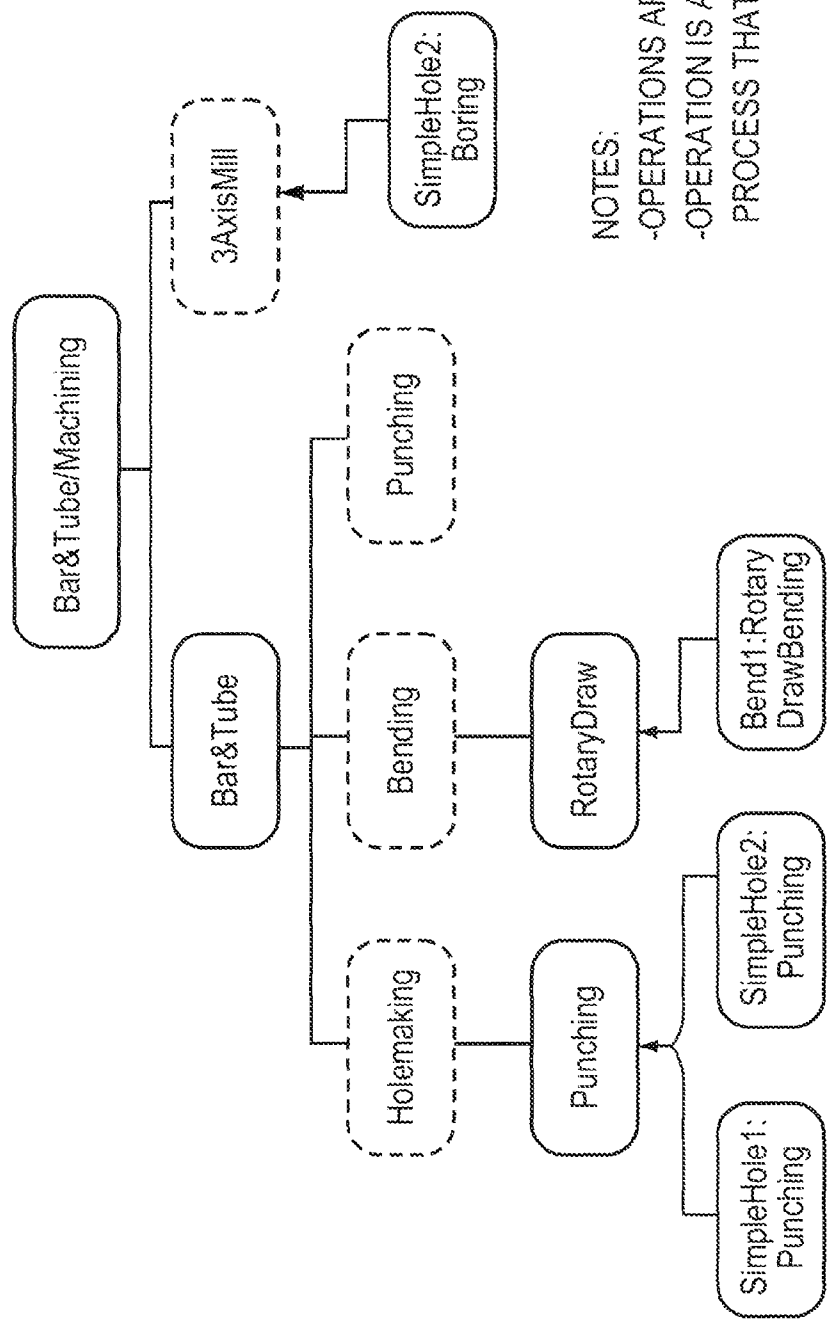 Bar&Tube/Machining
Bar&Tube
3AxisMill
Holemaking
Bending
Punching
SimpleHole2:
Boring
Punching
RotaryDraw
SimpleHole1:
Punching
SimpleHole2:
Punching
Bend1:Rotary
DrawBending
NOTES:
-OPERATIONS
-OPERATION IS
PROCESS THAT